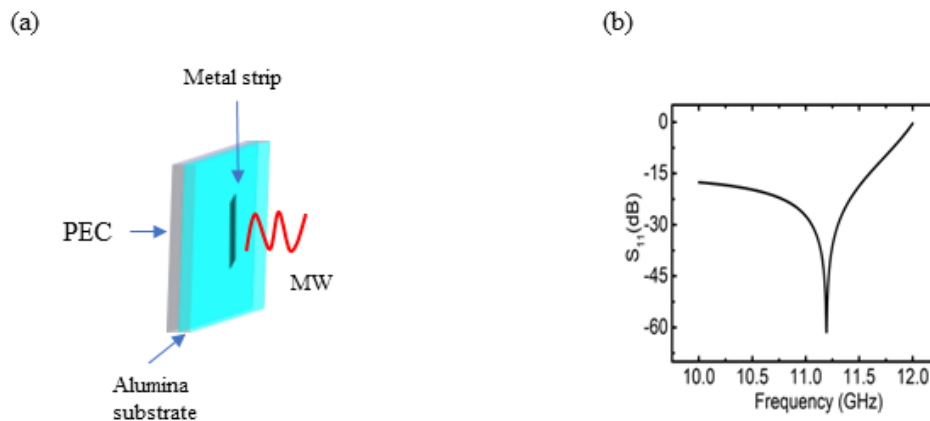 (a)
(b)
Metal strip
PEC
MW
Alumina
substrate
0
-15
-30
-45
-60
S11(dB)
10.0 10.5 11.0 11.5 12.0
Frequency (GHz)